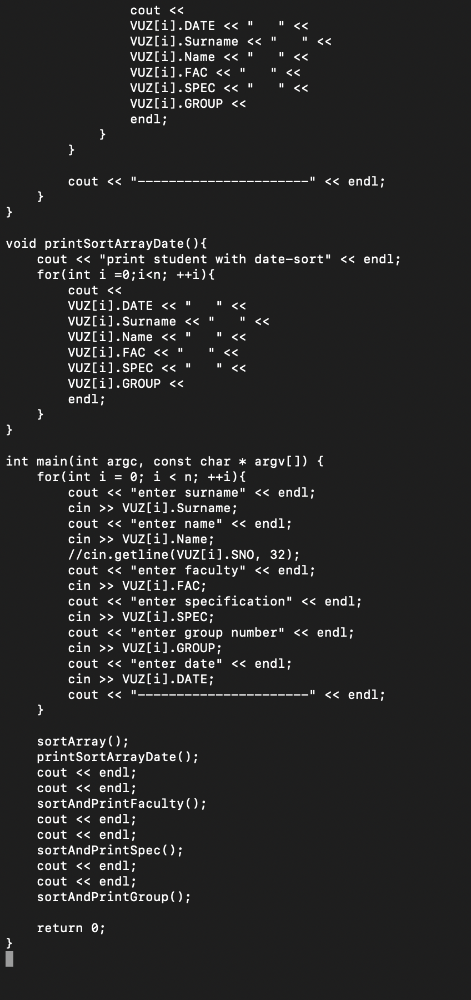 cout <<
                VUZ[i].DATE << "   " <<
                VUZ[i].Surname << "   " <<
                VUZ[i].Name << "   " <<
                VUZ[i].FAC << "   " <<
                VUZ[i].SPEC << "   " <<
                VUZ[i].GROUP <<
                endl;
            }
        }

        cout << "----------------------" << endl;
    }
}

void printSortArrayDate(){
    cout << "print student with date-sort" << endl;
    for(int i =0;i<n; ++i){
        cout <<
        VUZ[i].DATE << "   " <<
        VUZ[i].Surname << "   " <<
        VUZ[i].Name << "   " <<
        VUZ[i].FAC << "   " <<
        VUZ[i].SPEC << "   " <<
        VUZ[i].GROUP <<
        endl;
    }
}

int main(int argc, const char * argv[]) {
    for(int i = 0; i < n; ++i){
        cout << "enter surname" << endl;
        cin >> VUZ[i].Surname;
        cout << "enter name" << endl;
        cin >> VUZ[i].Name;
        //cin.getline(VUZ[i].SNO, 32);
        cout << "enter faculty" << endl;
        cin >> VUZ[i].FAC;
        cout << "enter specification" << endl;
        cin >> VUZ[i].SPEC;
        cout << "enter group number" << endl;
        cin >> VUZ[i].GROUP;
        cout << "enter date" << endl;
        cin >> VUZ[i].DATE;
        cout << "----------------------" << endl;
    }

    sortArray();
    printSortArrayDate();
    cout << endl;
    cout << endl;
    sortAndPrintFaculty();
    cout << endl;
    cout << endl;
    sortAndPrintSpec();
    cout << endl;
    cout << endl;
    sortAndPrintGroup();

    return 0;
}